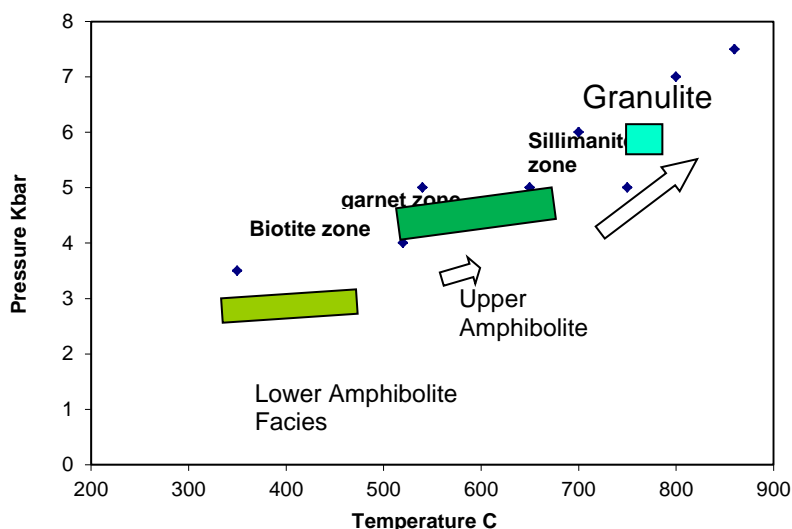 8
7
6
5
4
3
2
1
0
Pressure Kbar
Granulite
Sillimanite
zone
garnet zone
Biotite zone
Upper
Amphibolite
Lower Amphibolite
Facies
200 300 400 500 600 700 800 900
Temperature C